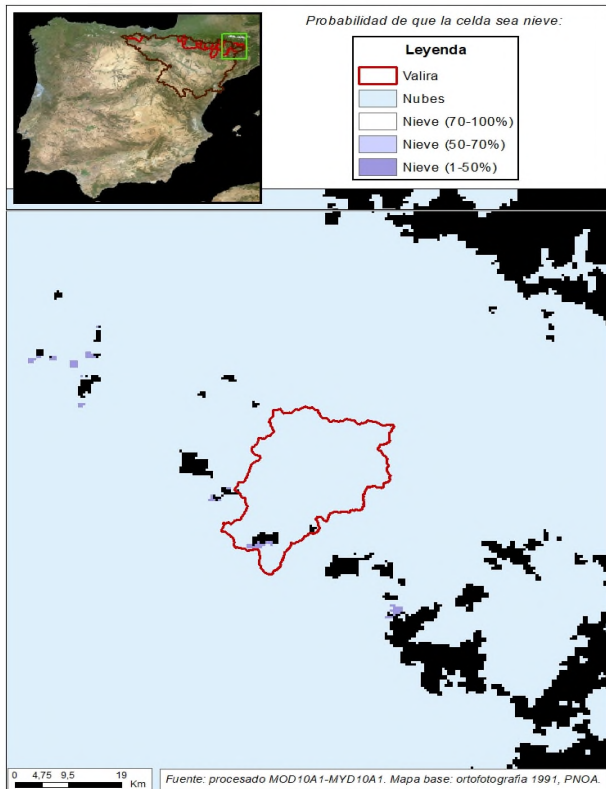 Probabilidad de que la celda sea nieve:
Leyenda
Valira
Nubes
Nieve (70-100%)
Nieve (50-70%)
Nieve (1-50%)
0 4,75 9,5 19
Km
Fuente: procesado MOD10A1-MYD10A1. Mapa base: ortofotografia 1991, PNOA.